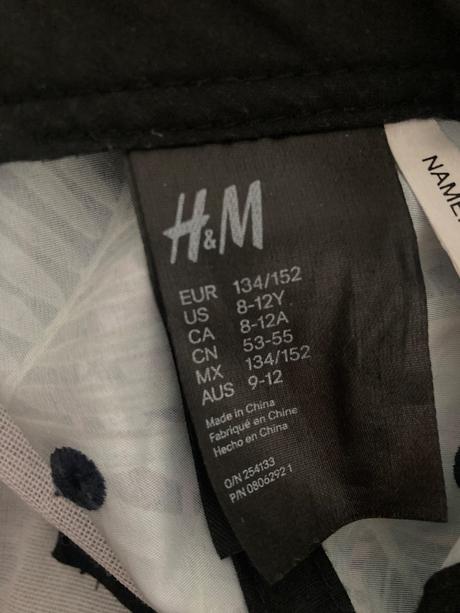 H&M
EUR 134/152
US 8-12Y
CA 8-12A
CN 53-55
MX 134/152
AUS 9-12
Made in China
Fabriqué en Chine
Hecho en China
O/N 254133
P/N 0806292 1
NAME: